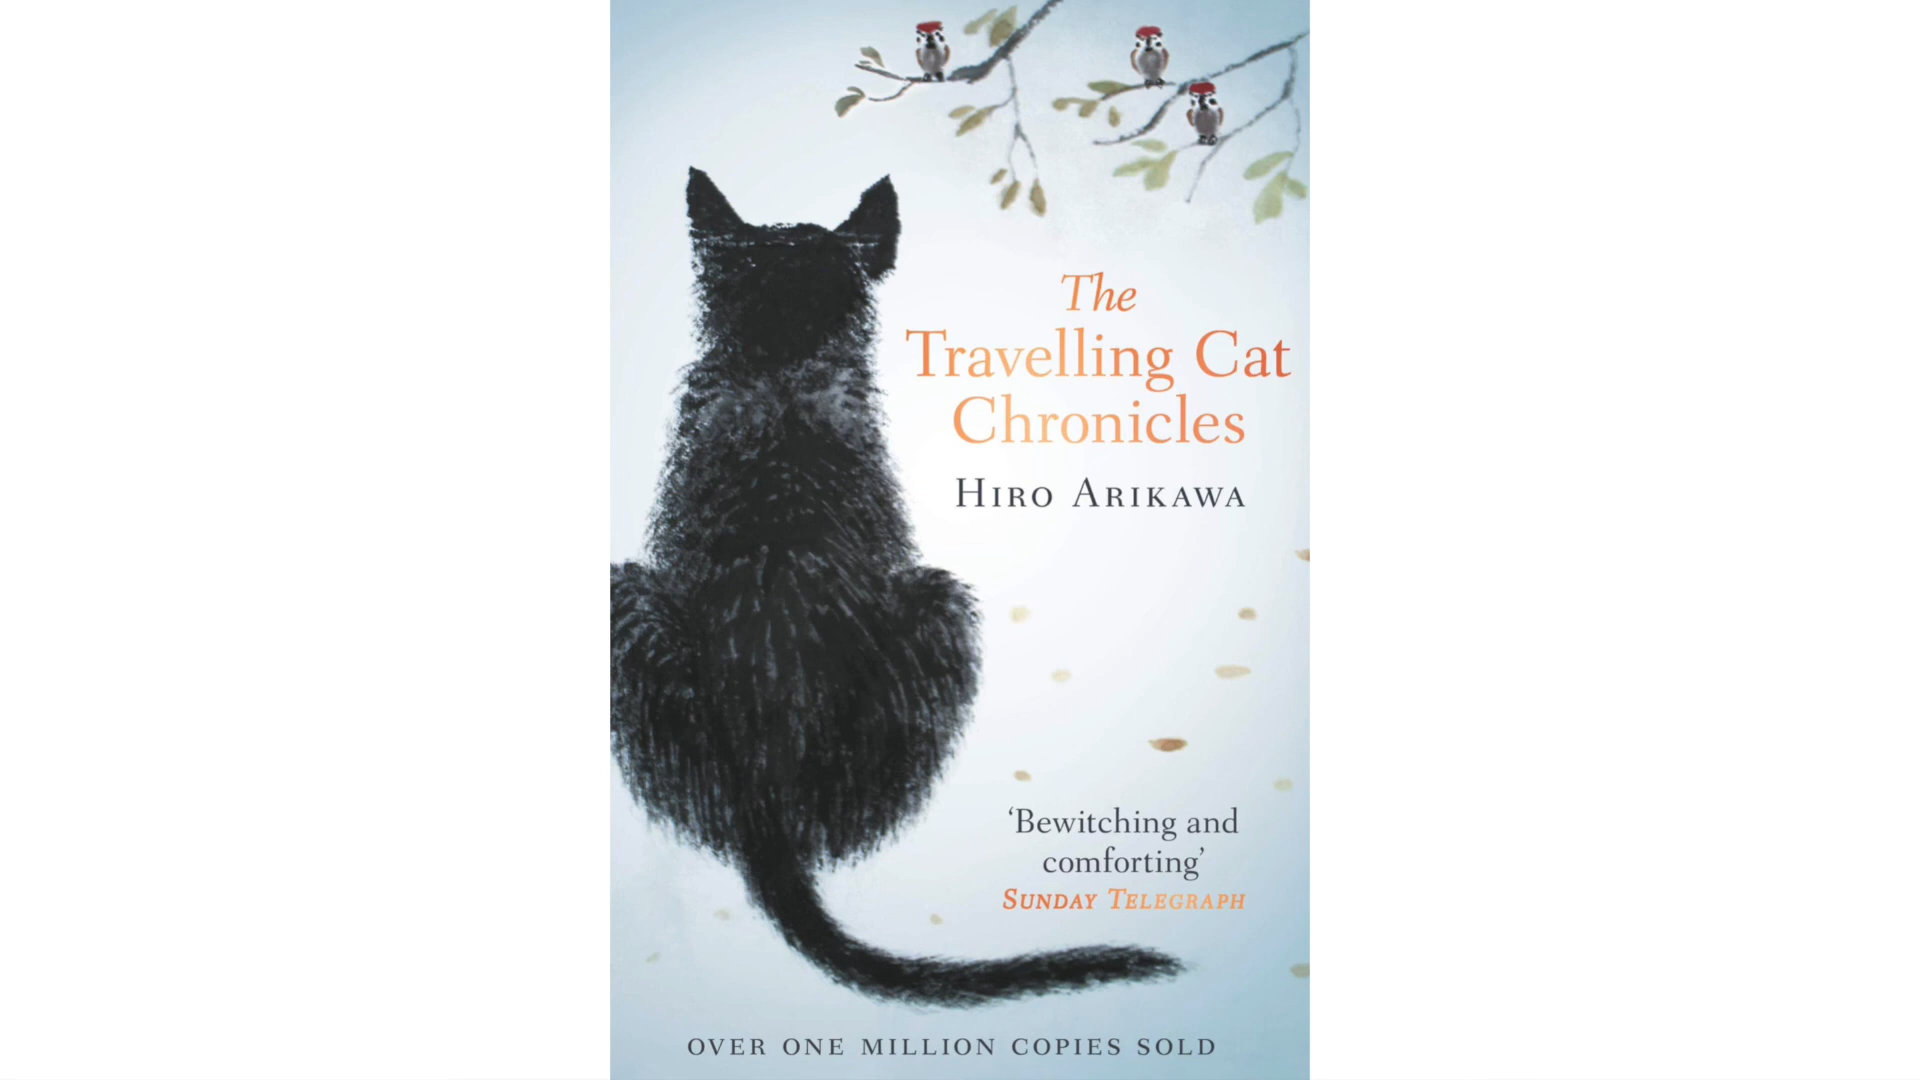 The
Travelling Cat
Chronicles
HIRO ARIKAWA
‘Bewitching and
comforting’
SUNDAY TELEGRAPH
OVER ONE MILLION COPIES SOLD